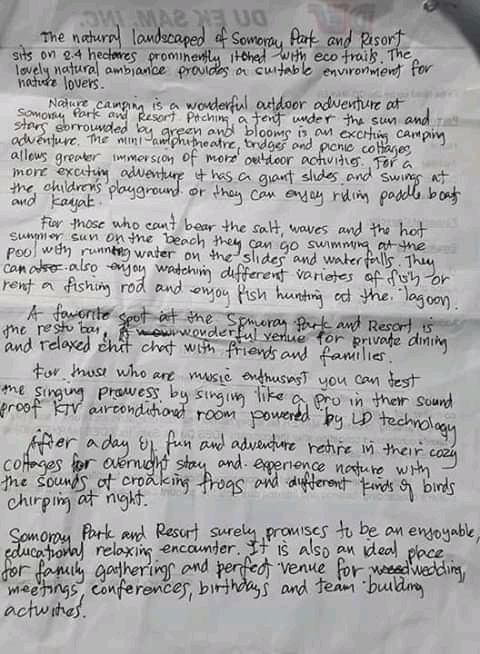 The natural landscaped of Somoray Park and Resort
sits on 2.4 hectares prominently itched with eco trails. The
lovely natural ambiance provides a suitable environment for
nature lovers.
Nature camping is a wonderful outdoor adventure at
Somoray Park and Resort. Pitching a tent under the sun and
stars sorrounded by green and blooms is an exciting camping
adventure. The mini-amphitheatre, bridges and picnic cottages
allows greater immersion of more outdoor activities. For a
more exciting adventure it has a giant slides and swings at
the children's playground or they can enjoy riding paddle boats
and kayak.
For those who can't bear the salt, waves and the hot
summer sun on the beach they can go swimming at the
pool with running water on the slides and waterfalls. They
can also also enjoy watching different varieties of fish or
rent a fishing rod and enjoy fish hunting at the lagoon.
A favorite spot at the Somoray Park and Resort is
the resto bar, A wonderful venue for private dining
and relaxed chit chat with friends and families.
For those who are music enthusiast you can test
the singing prowess by singing like a pro in their sound
proof KTV airconditioned room powered by LD technology
After a day of fun and adventure retire in their cozy
cottages for overnight stay and experience nature with
the sounds of croaking frogs and different kinds of birds
chirping at night.
Somoray Park and Resort surely promises to be an enjoyable,
educational relaxing encounter. It is also an ideal place
for family gatherings and perfect venue for wedding,
meetings, conferences, birthdays and team building
activities.